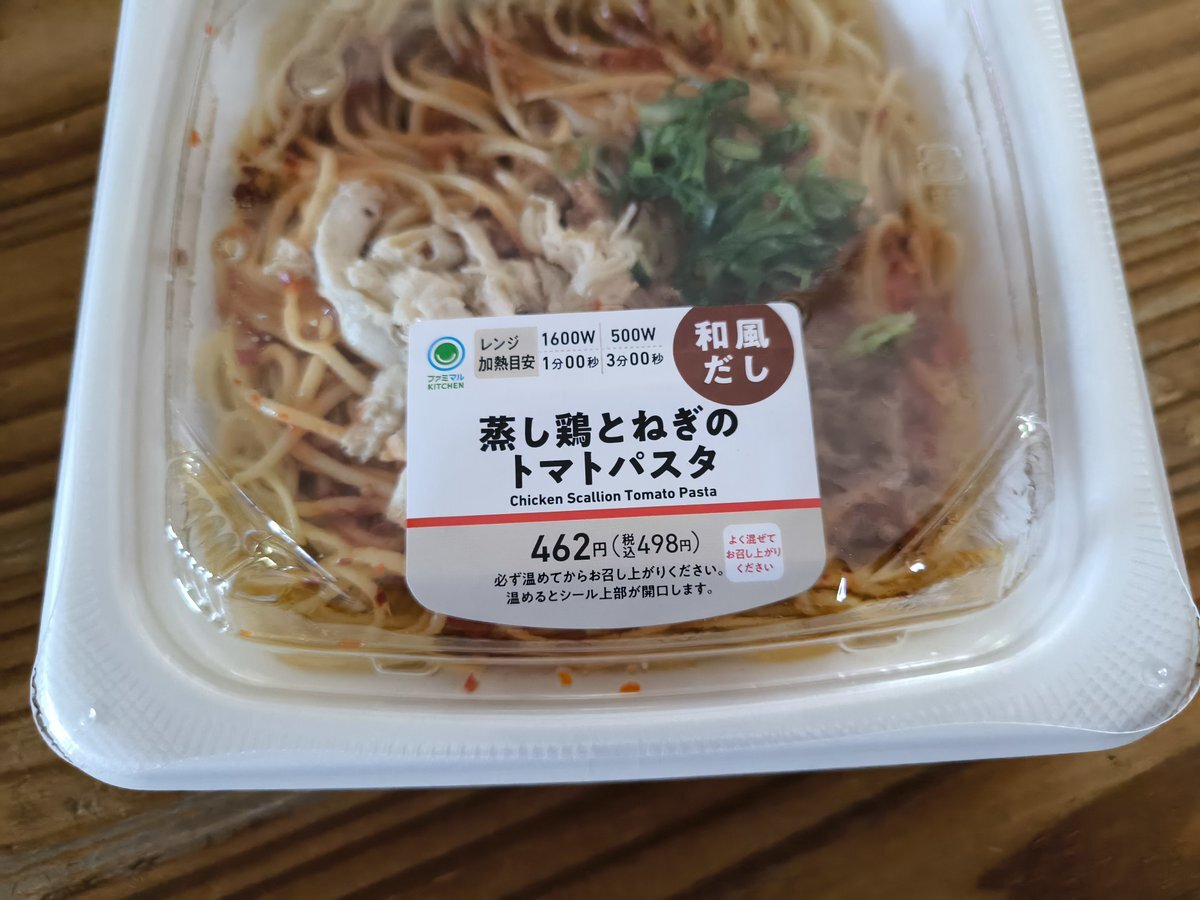 ファミマル
KITCHEN
レンジ
加熱目安
1600W 500W
1分00秒 3分00秒
和風
だし
蒸し鶏とねぎの
トマトパスタ
Chicken Scallion Tomato Pasta
462円(税込498円)
よく混ぜて
お召し上がり
ください
必ず温めてからお召し上がりください。
温めるとシール上部が開口します。